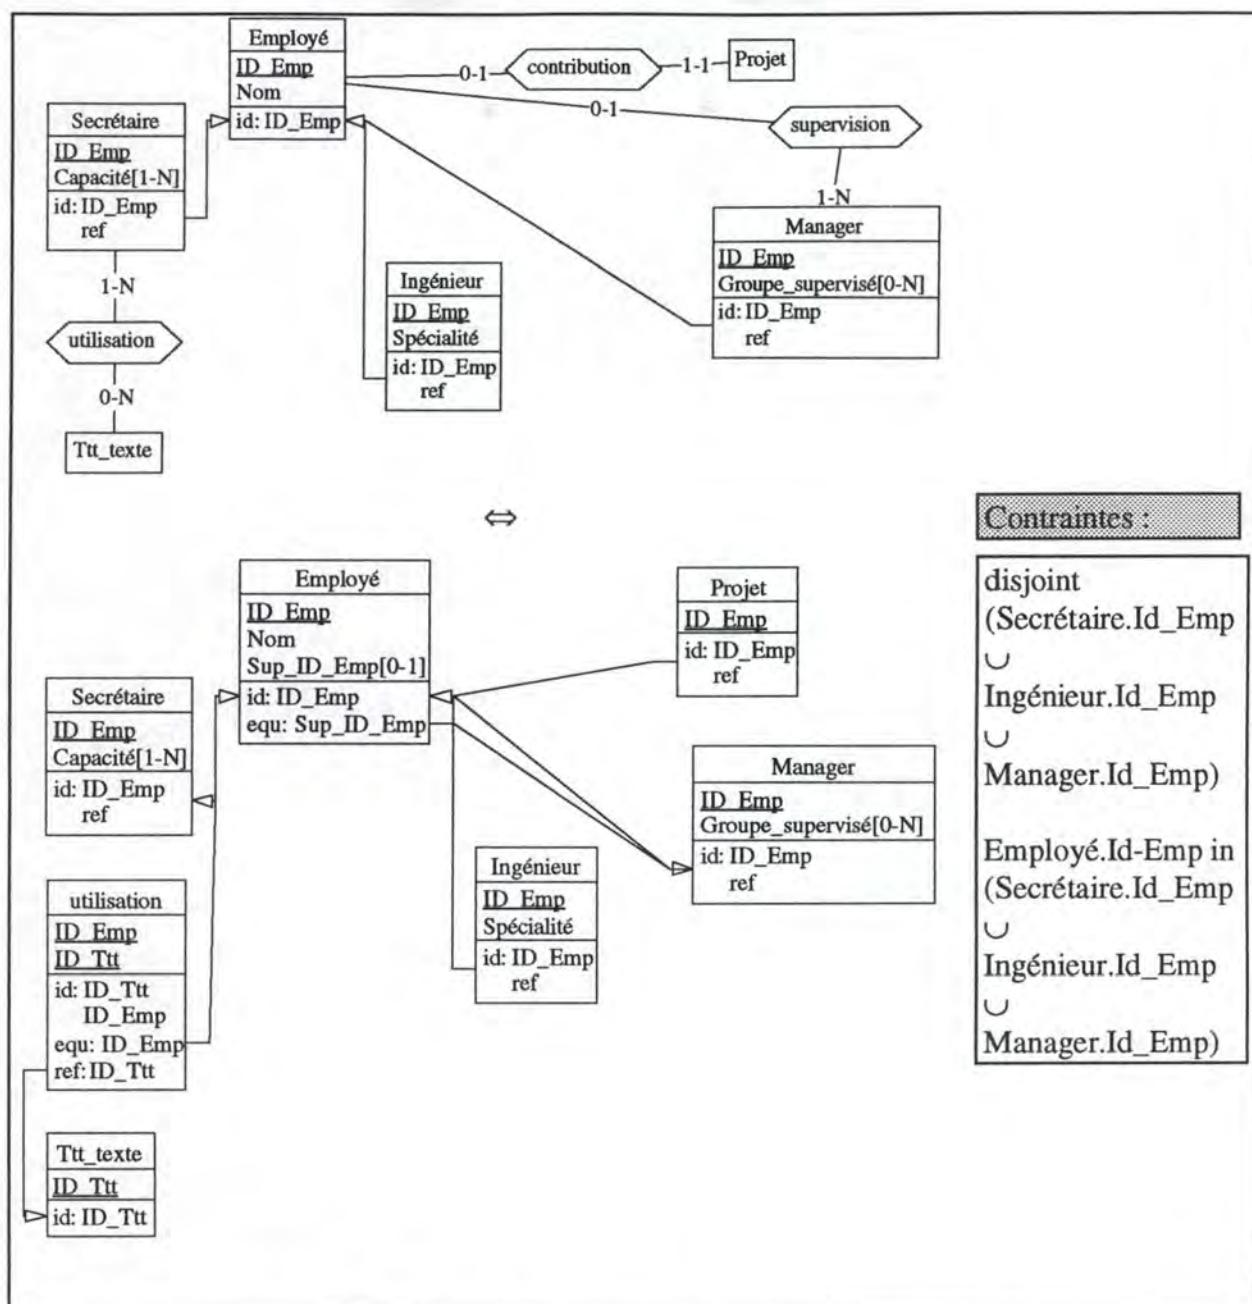 Employé
ID_Emp
Nom
id: ID_Emp
0-1
contribution
1-1
Projet
0-1
supervision
1-N
Secrétaire
ID_Emp
Capacité[1-N]
id: ID_Emp
ref
1-N
utilisation
0-N
Ttt_texte
Ingénieur
ID_Emp
Spécialité
id: ID_Emp
ref
Manager
ID_Emp
Groupe_supervisé[0-N]
id: ID_Emp
ref
⇔
Employé
ID_Emp
Nom
Sup_ID_Emp[0-1]
id: ID_Emp
equ: Sup_ID_Emp
Projet
ID_Emp
id: ID_Emp
ref
Secrétaire
ID_Emp
Capacité[1-N]
id: ID_Emp
ref
Manager
ID_Emp
Groupe_supervisé[0-N]
id: ID_Emp
ref
Ingénieur
ID_Emp
Spécialité
id: ID_Emp
ref
utilisation
ID_Emp
ID_Ttt
id: ID_Ttt
ID_Emp
equ: ID_Emp
ref: ID_Ttt
Ttt_texte
ID_Ttt
id: ID_Ttt
Contraintes :
disjoint
(Secrétaire.Id_Emp
∪
Ingénieur.Id_Emp
∪
Manager.Id_Emp)
Employé.Id-Emp in
(Secrétaire.Id_Emp
∪
Ingénieur.Id_Emp
∪
Manager.Id_Emp)